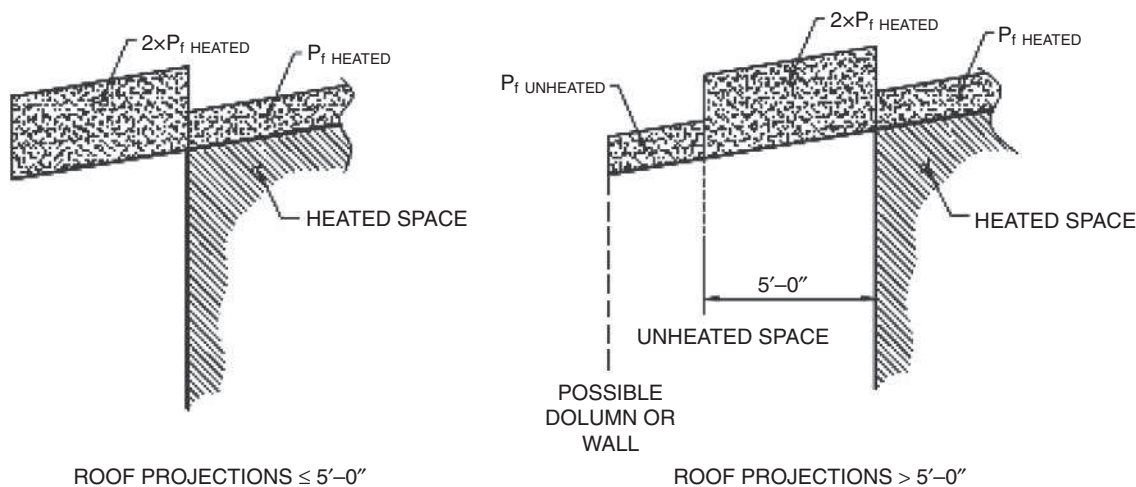 2×Pf HEATED
Pf HEATED
HEATED SPACE
ROOF PROJECTIONS ≤ 5′–0″
2×Pf HEATED
Pf HEATED
Pf UNHEATED
HEATED SPACE
5′–0″
UNHEATED SPACE
POSSIBLE
DOLUMN OR
WALL
ROOF PROJECTIONS > 5′–0″